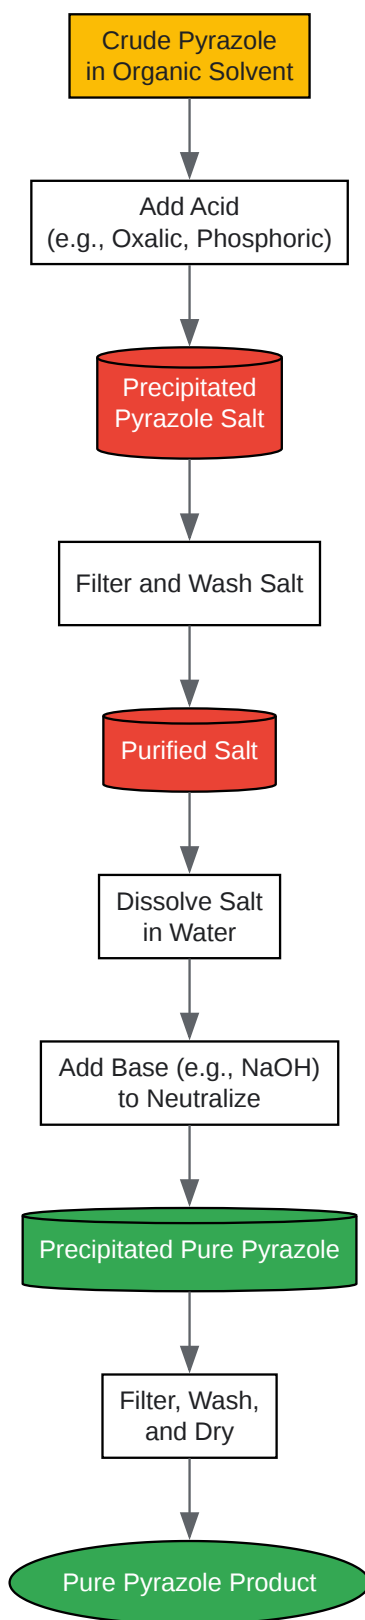 Crude Pyrazole
in Organic Solvent
Add Acid
(e.g., Oxalic, Phosphoric)
Precipitated
Pyrazole Salt
Filter and Wash Salt
Purified Salt
Dissolve Salt
in Water
Add Base (e.g., NaOH)
to Neutralize
Precipitated Pure Pyrazole
Filter, Wash,
and Dry
Pure Pyrazole Product